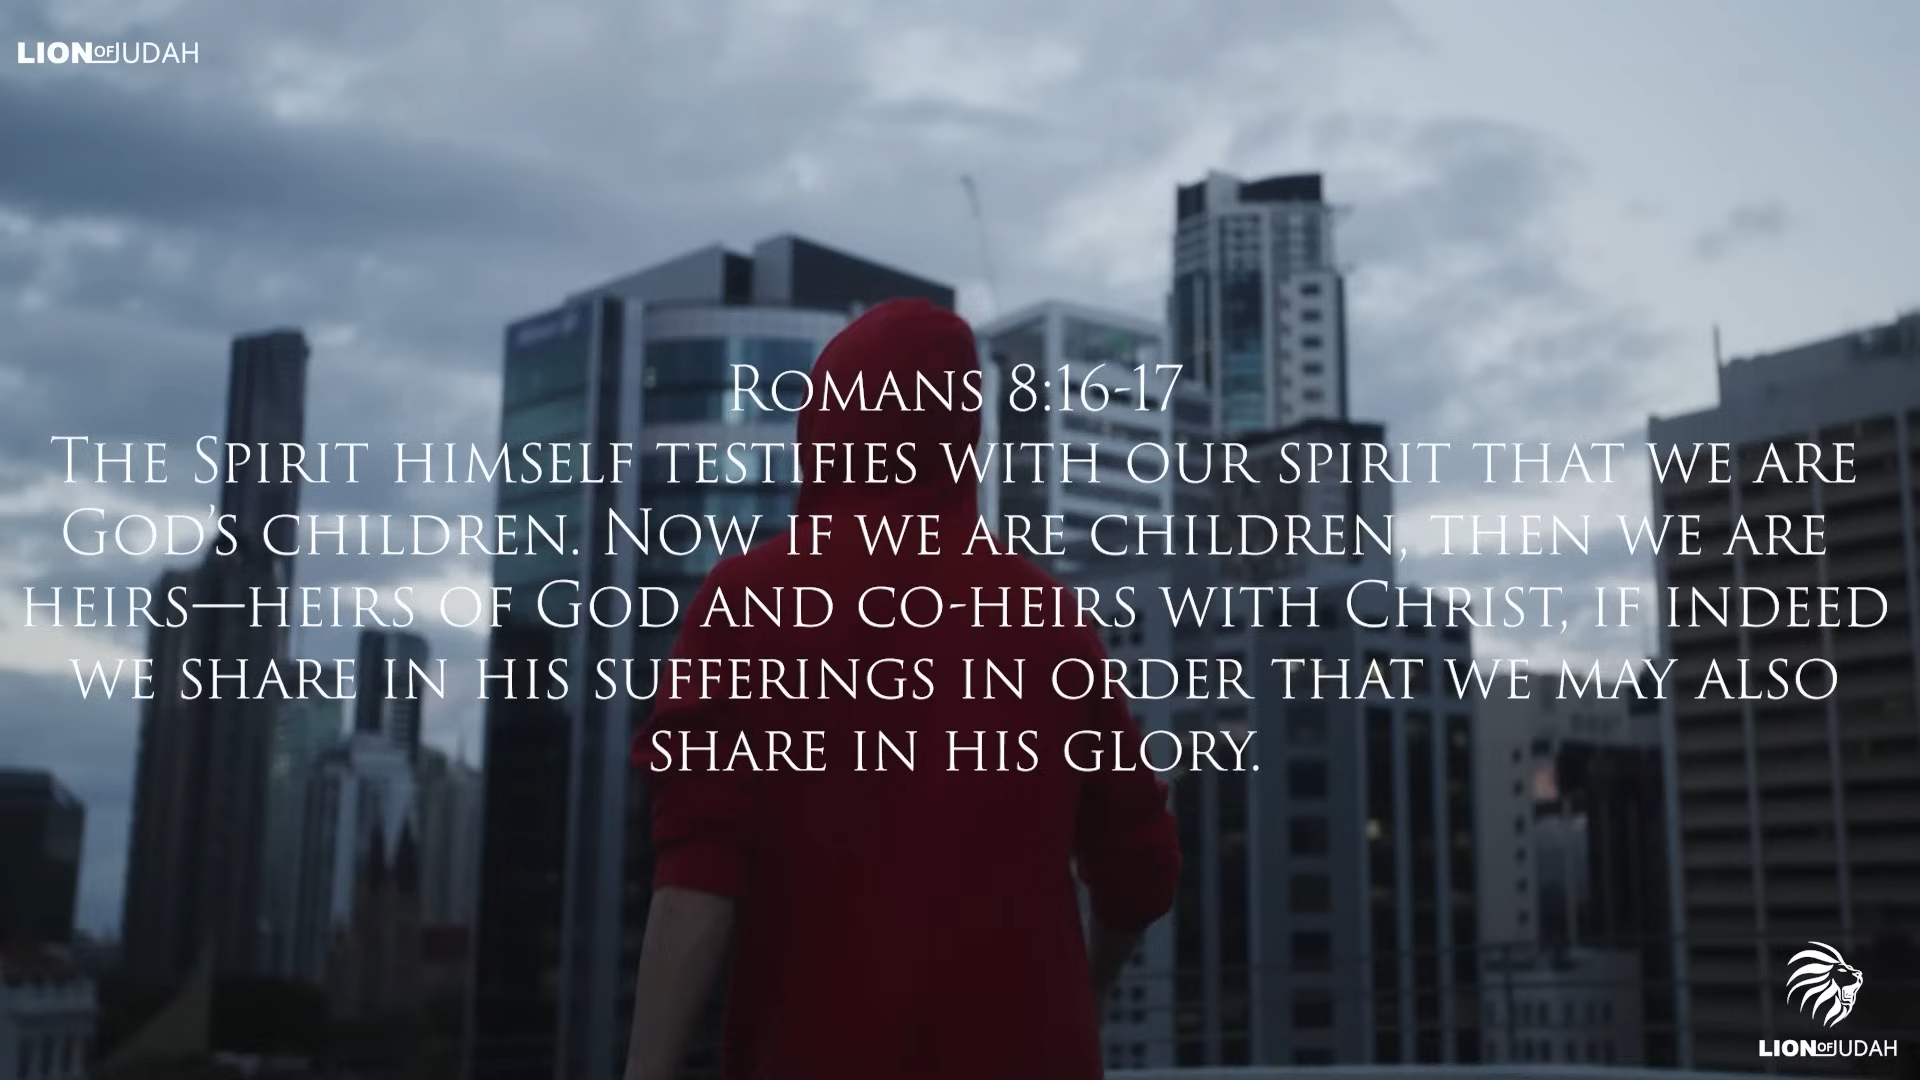 LION OF JUDAH
Romans 8:16-17
The Spirit himself testifies with our spirit that we are
God’s children. Now if we are children, then we are
heirs—heirs of God and co-heirs with Christ, if indeed
we share in his sufferings in order that we may also
share in his glory.
LION OF JUDAH